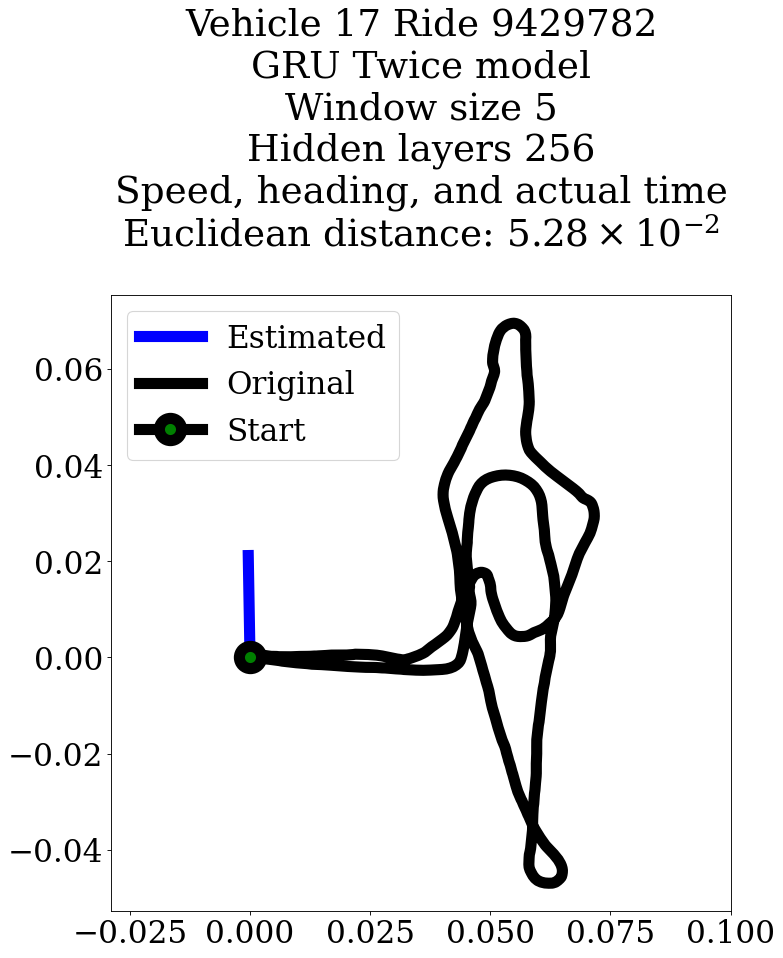 Vehicle 17 Ride 9429782
GRU Twice model
Window size 5
Hidden layers 256
Speed, heading, and actual time
Euclidean distance: 5.28 × 10⁻²
Estimated
Original
Start
0.06
0.04
0.02
0.00
−0.02
−0.04
−0.025 0.000 0.025 0.050 0.075 0.100